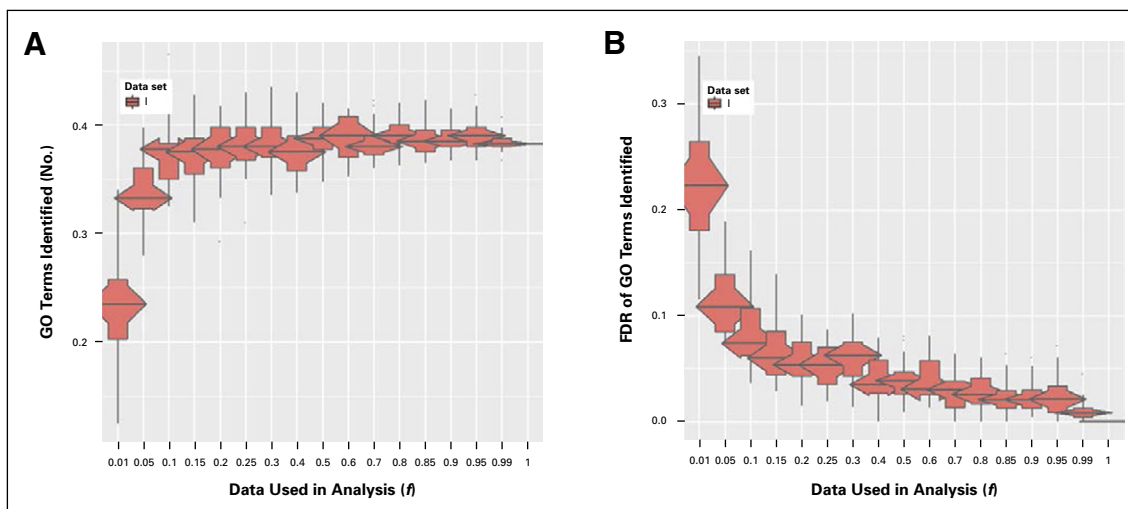 A
Data set
I
GO Terms Identified (No.)
0.4
0.3
0.2
0.01 0.05 0.1 0.15 0.2 0.25 0.3 0.4 0.5 0.6 0.7 0.8 0.85 0.9 0.95 0.99 1
Data Used in Analysis (f)
B
Data set
I
FDR of GO Terms Identified
0.3
0.2
0.1
0.0
0.01 0.05 0.1 0.15 0.2 0.25 0.3 0.4 0.5 0.6 0.7 0.8 0.85 0.9 0.95 0.99 1
Data Used in Analysis (f)